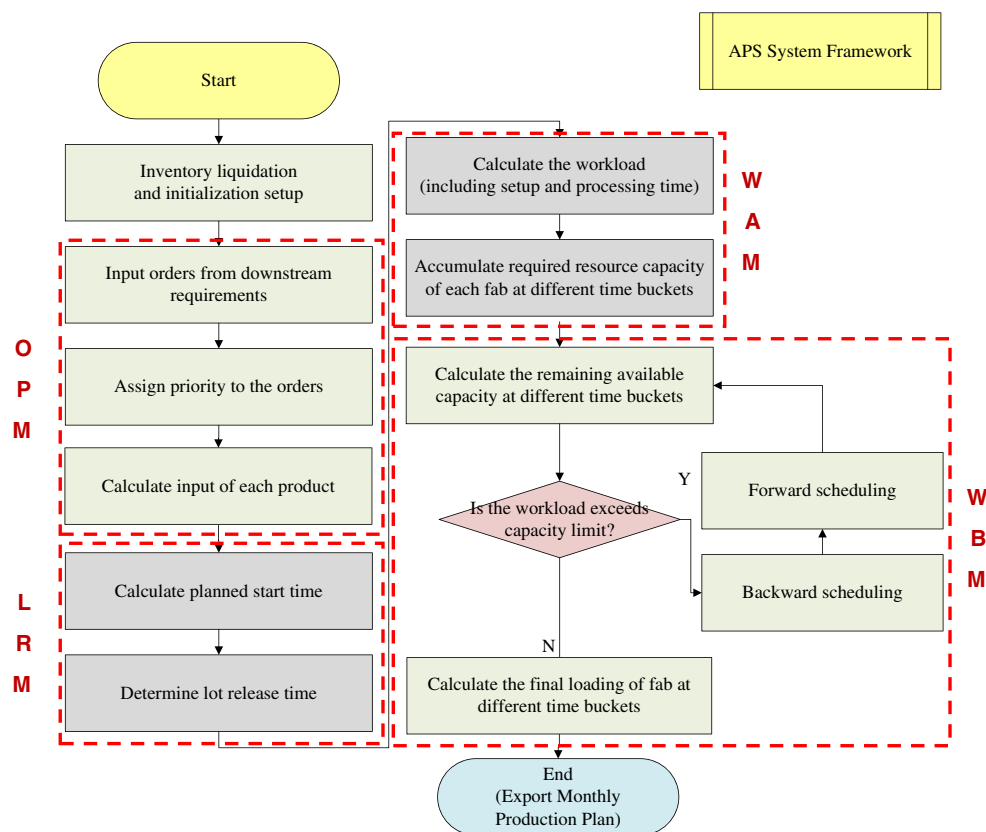 APS System Framework
Start
Inventory liquidation
and initialization setup
Input orders from downstream
requirements
Assign priority to the orders
Calculate input of each product
O
P
M
Calculate planned start time
Determine lot release time
L
R
M
Calculate the workload
(including setup and processing time)
Accumulate required resource capacity
of each fab at different time buckets
W
A
M
Calculate the remaining available
capacity at different time buckets
Is the workload exceeds
capacity limit?
Y
Forward scheduling
Backward scheduling
N
Calculate the final loading of fab at
different time buckets
W
B
M
End
(Export Monthly
Production Plan)